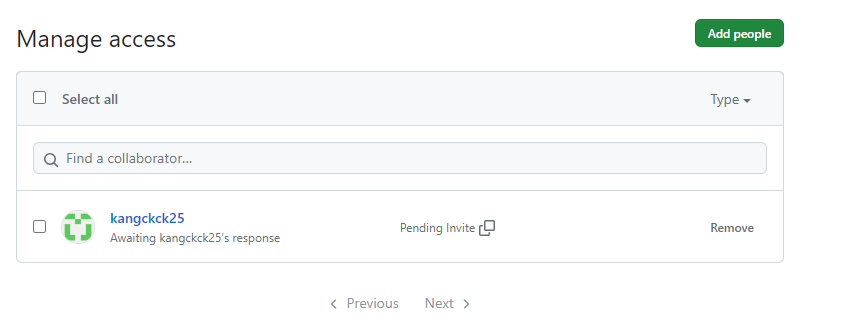 Manage access
Add people
Select all
Type
Find a collaborator...
kangckck25
Awaiting kangckck25's response
Pending Invite
Remove
Previous Next